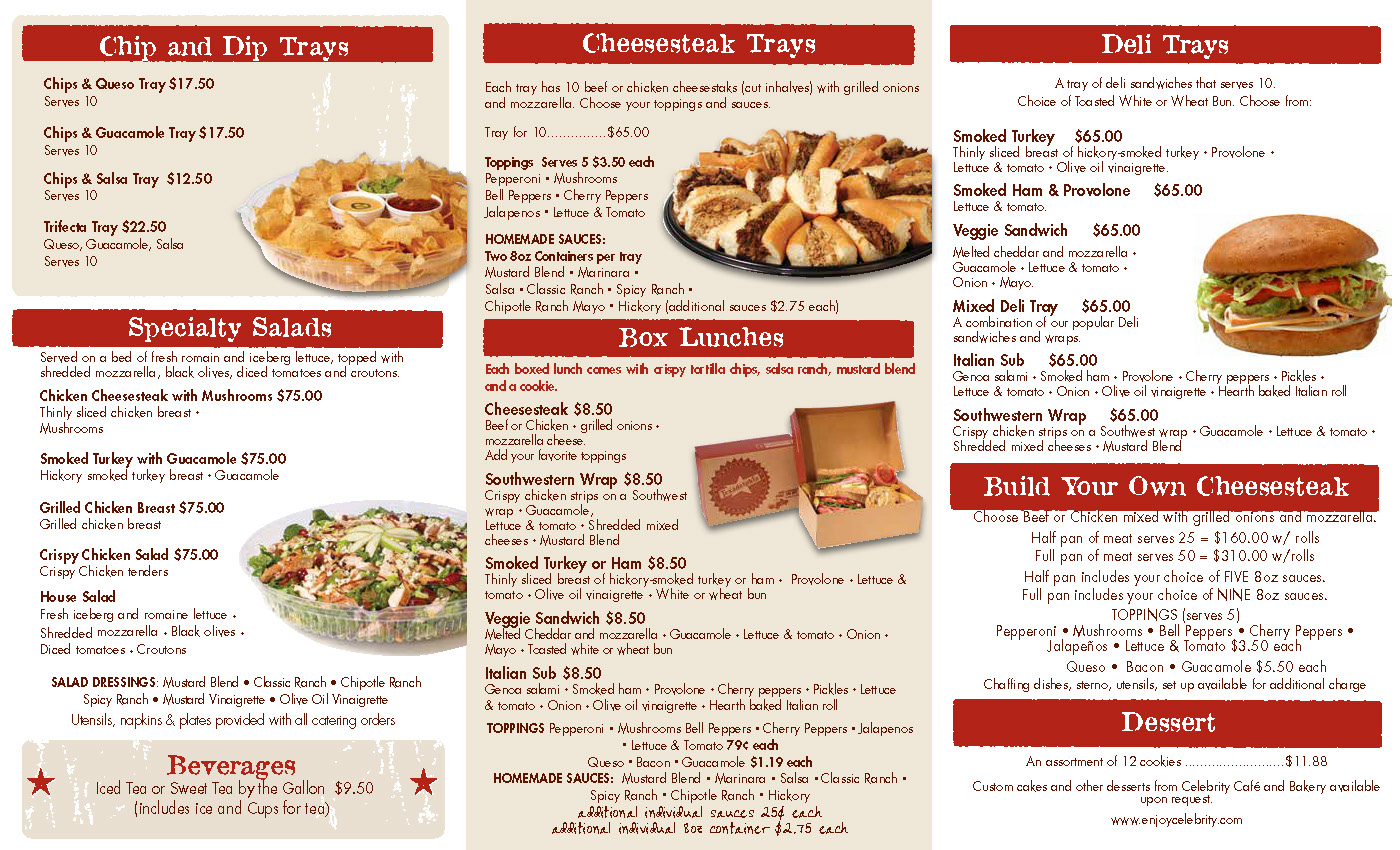 Chip and Dip Trays
Chips & Queso Tray $17.50
Serves 10
Chips & Guacamole Tray $17.50
Serves 10
Chips & Salsa Tray $12.50
Serves 10
Trifecta Tray $22.50
Queso, Guacamole, Salsa
Serves 10
Specialty Salads
Served on a bed of fresh romain and iceberg lettuce, topped with
shredded mozzarella, black olives, diced tomatoes and croutons.
Chicken Cheesesteak with Mushrooms $75.00
Thinly sliced chicken breast •
Mushrooms
Smoked Turkey with Guacamole $75.00
Hickory smoked turkey breast • Guacamole
Grilled Chicken Breast $75.00
Grilled chicken breast
Crispy Chicken Salad $75.00
Crispy Chicken tenders
House Salad
Fresh iceberg and romaine lettuce •
Shredded mozzarella • Black olives •
Diced tomatoes • Croutons
SALAD DRESSINGS: Mustard Blend • Classic Ranch • Chipotle Ranch
Spicy Ranch • Mustard Vinaigrette • Olive Oil Vinaigrette
Utensils, napkins & plates provided with all catering orders
Beverages
Iced Tea or Sweet Tea by the Gallon $9.50
(includes ice and Cups for tea)
Cheesesteak Trays
Each tray has 10 beef or chicken cheesestaks (cut inhalves) with grilled onions
and mozzarella. Choose your toppings and sauces.
Tray for 10...............$65.00
Toppings Serves 5 $3.50 each
Pepperoni • Mushrooms
Bell Peppers • Cherry Peppers
Jalapenos • Lettuce & Tomato
HOMEMADE SAUCES:
Two 8oz Containers per tray
Mustard Blend • Marinara •
Salsa • Classic Ranch • Spicy Ranch •
Chipotle Ranch Mayo • Hickory (additional sauces $2.75 each)
Box Lunches
Each boxed lunch comes with crispy tortilla chips, salsa ranch, mustard blend
and a cookie.
Cheesesteak $8.50
Beef or Chicken • grilled onions •
mozzarella cheese.
Add your favorite toppings
Southwestern Wrap $8.50
Crispy chicken strips on a Southwest
wrap • Guacamole,
Lettuce & tomato • Shredded mixed
cheeses • Mustard Blend
Smoked Turkey or Ham $8.50
Thinly sliced breast of hickory-smoked turkey or ham • Provolone • Lettuce &
tomato • Olive oil vinaigrette • White or wheat bun
Veggie Sandwich $8.50
Melted Cheddar and mozzarella • Guacamole • Lettuce & tomato • Onion •
Mayo • Toasted white or wheat bun
Italian Sub $8.50
Genoa salami • Smoked ham • Provolone • Cherry peppers • Pickles • Lettuce
& tomato • Onion • Olive oil vinaigrette • Hearth baked Italian roll
TOPPINGS Pepperoni • Mushrooms Bell Peppers • Cherry Peppers • Jalapenos
• Lettuce & Tomato 79¢ each
Queso • Bacon • Guacamole $1.19 each
HOMEMADE SAUCES: Mustard Blend • Marinara • Salsa • Classic Ranch •
Spicy Ranch • Chipotle Ranch • Hickory
additional individual sauces 25¢ each
additional individual 8oz container $2.75 each
Deli Trays
A tray of deli sandwiches that serves 10.
Choice of Toasted White or Wheat Bun. Choose from:
Smoked Turkey $65.00
Thinly sliced breast of hickory-smoked turkey • Provolone •
Lettuce & tomato • Olive oil vinaigrette.
Smoked Ham & Provolone $65.00
Lettuce & tomato.
Veggie Sandwich $65.00
Melted cheddar and mozzarella •
Guacamole • Lettuce & tomato •
Onion • Mayo.
Mixed Deli Tray $65.00
A combination of our popular Deli
sandwiches and wraps.
Italian Sub $65.00
Genoa salami • Smoked ham • Provolone • Cherry peppers • Pickles •
Lettuce & tomato • Onion • Olive oil vinaigrette • Hearth baked Italian roll
Southwestern Wrap $65.00
Crispy chicken strips on a Southwest wrap • Guacamole • Lettuce & tomato •
Shredded mixed cheeses • Mustard Blend
Build Your Own Cheesesteak
Choose Beef or Chicken mixed with grilled onions and mozzarella.
Half pan of meat serves 25 = $160.00 w/ rolls
Full pan of meat serves 50 = $310.00 w/rolls
Half pan includes your choice of FIVE 8oz sauces.
Full pan includes your choice of NINE 8oz sauces.
TOPPINGS (serves 5)
Pepperoni • Mushrooms • Bell Peppers • Cherry Peppers •
Jalapeños • Lettuce & Tomato $3.50 each
Queso • Bacon • Guacamole $5.50 each
Chaffing dishes, sterno, utensils, set up available for additional charge
Dessert
An assortment of 12 cookies .........................$11.88
Custom cakes and other desserts from Celebrity Café and Bakery available
upon request.
www.enjoycelebrity.com